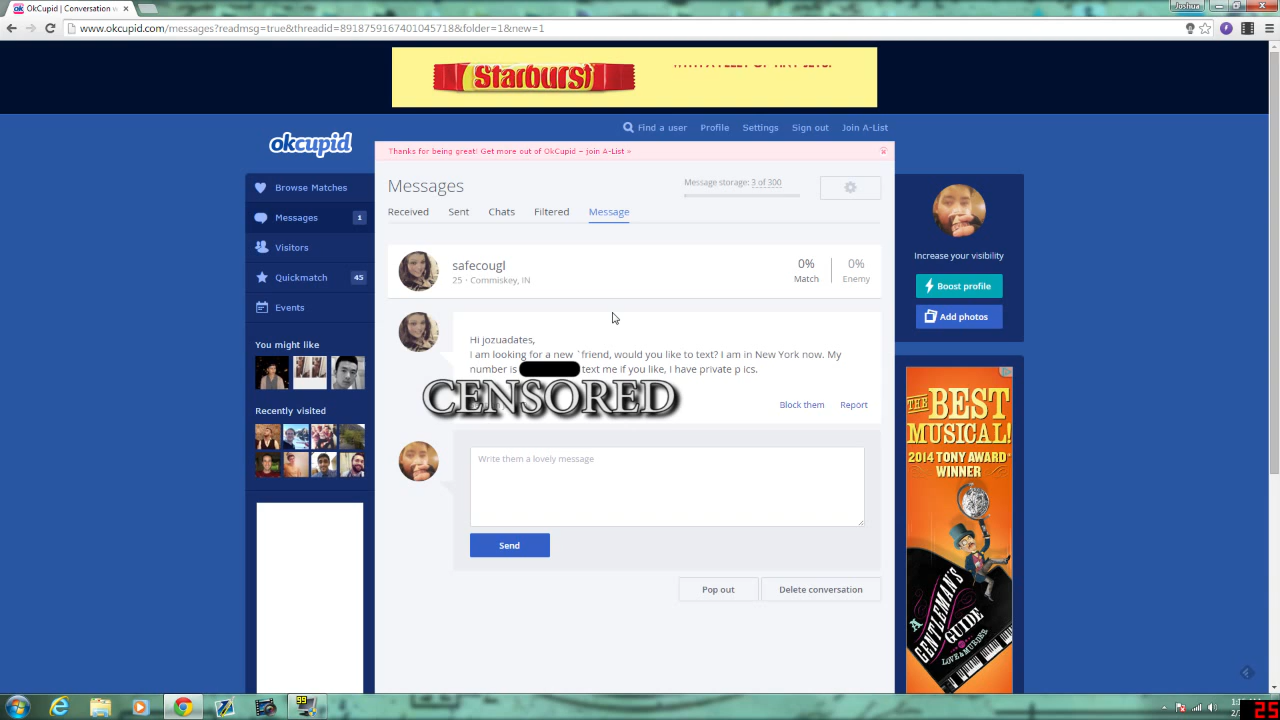 OkCupid | Conversation v
Joshua
www.okcupid.com/messages?readmsg=true&threadid=8918759167401045718&folder=1&new=1
Starburst
okcupid
Find a user Profile Settings Sign out Join A-List
Thanks for being great! Get more out of OkCupid – join A-List >
Browse Matches
Messages 1
Visitors
Quickmatch 45
Events
You might like
Recently visited
Messages
Message storage: 3 of 300
Received Sent Chats Filtered Message
safecougl
25 · Commiskey, IN
0% 0%
Match Enemy
Hi jozuadates,
I am looking for a new `friend, would you like to text? I am in New York now. My
number is text me if you like, I have private p ics.
CENSORED
Block them Report
Write them a lovely message
Send
Pop out Delete conversation
Increase your visibility
Boost profile
Add photos
THE BEST
MUSICAL!
2014 TONY AWARD
WINNER
A
GENTLEMAN'S
GUIDE
TO
LOVE & MURDER
99
25